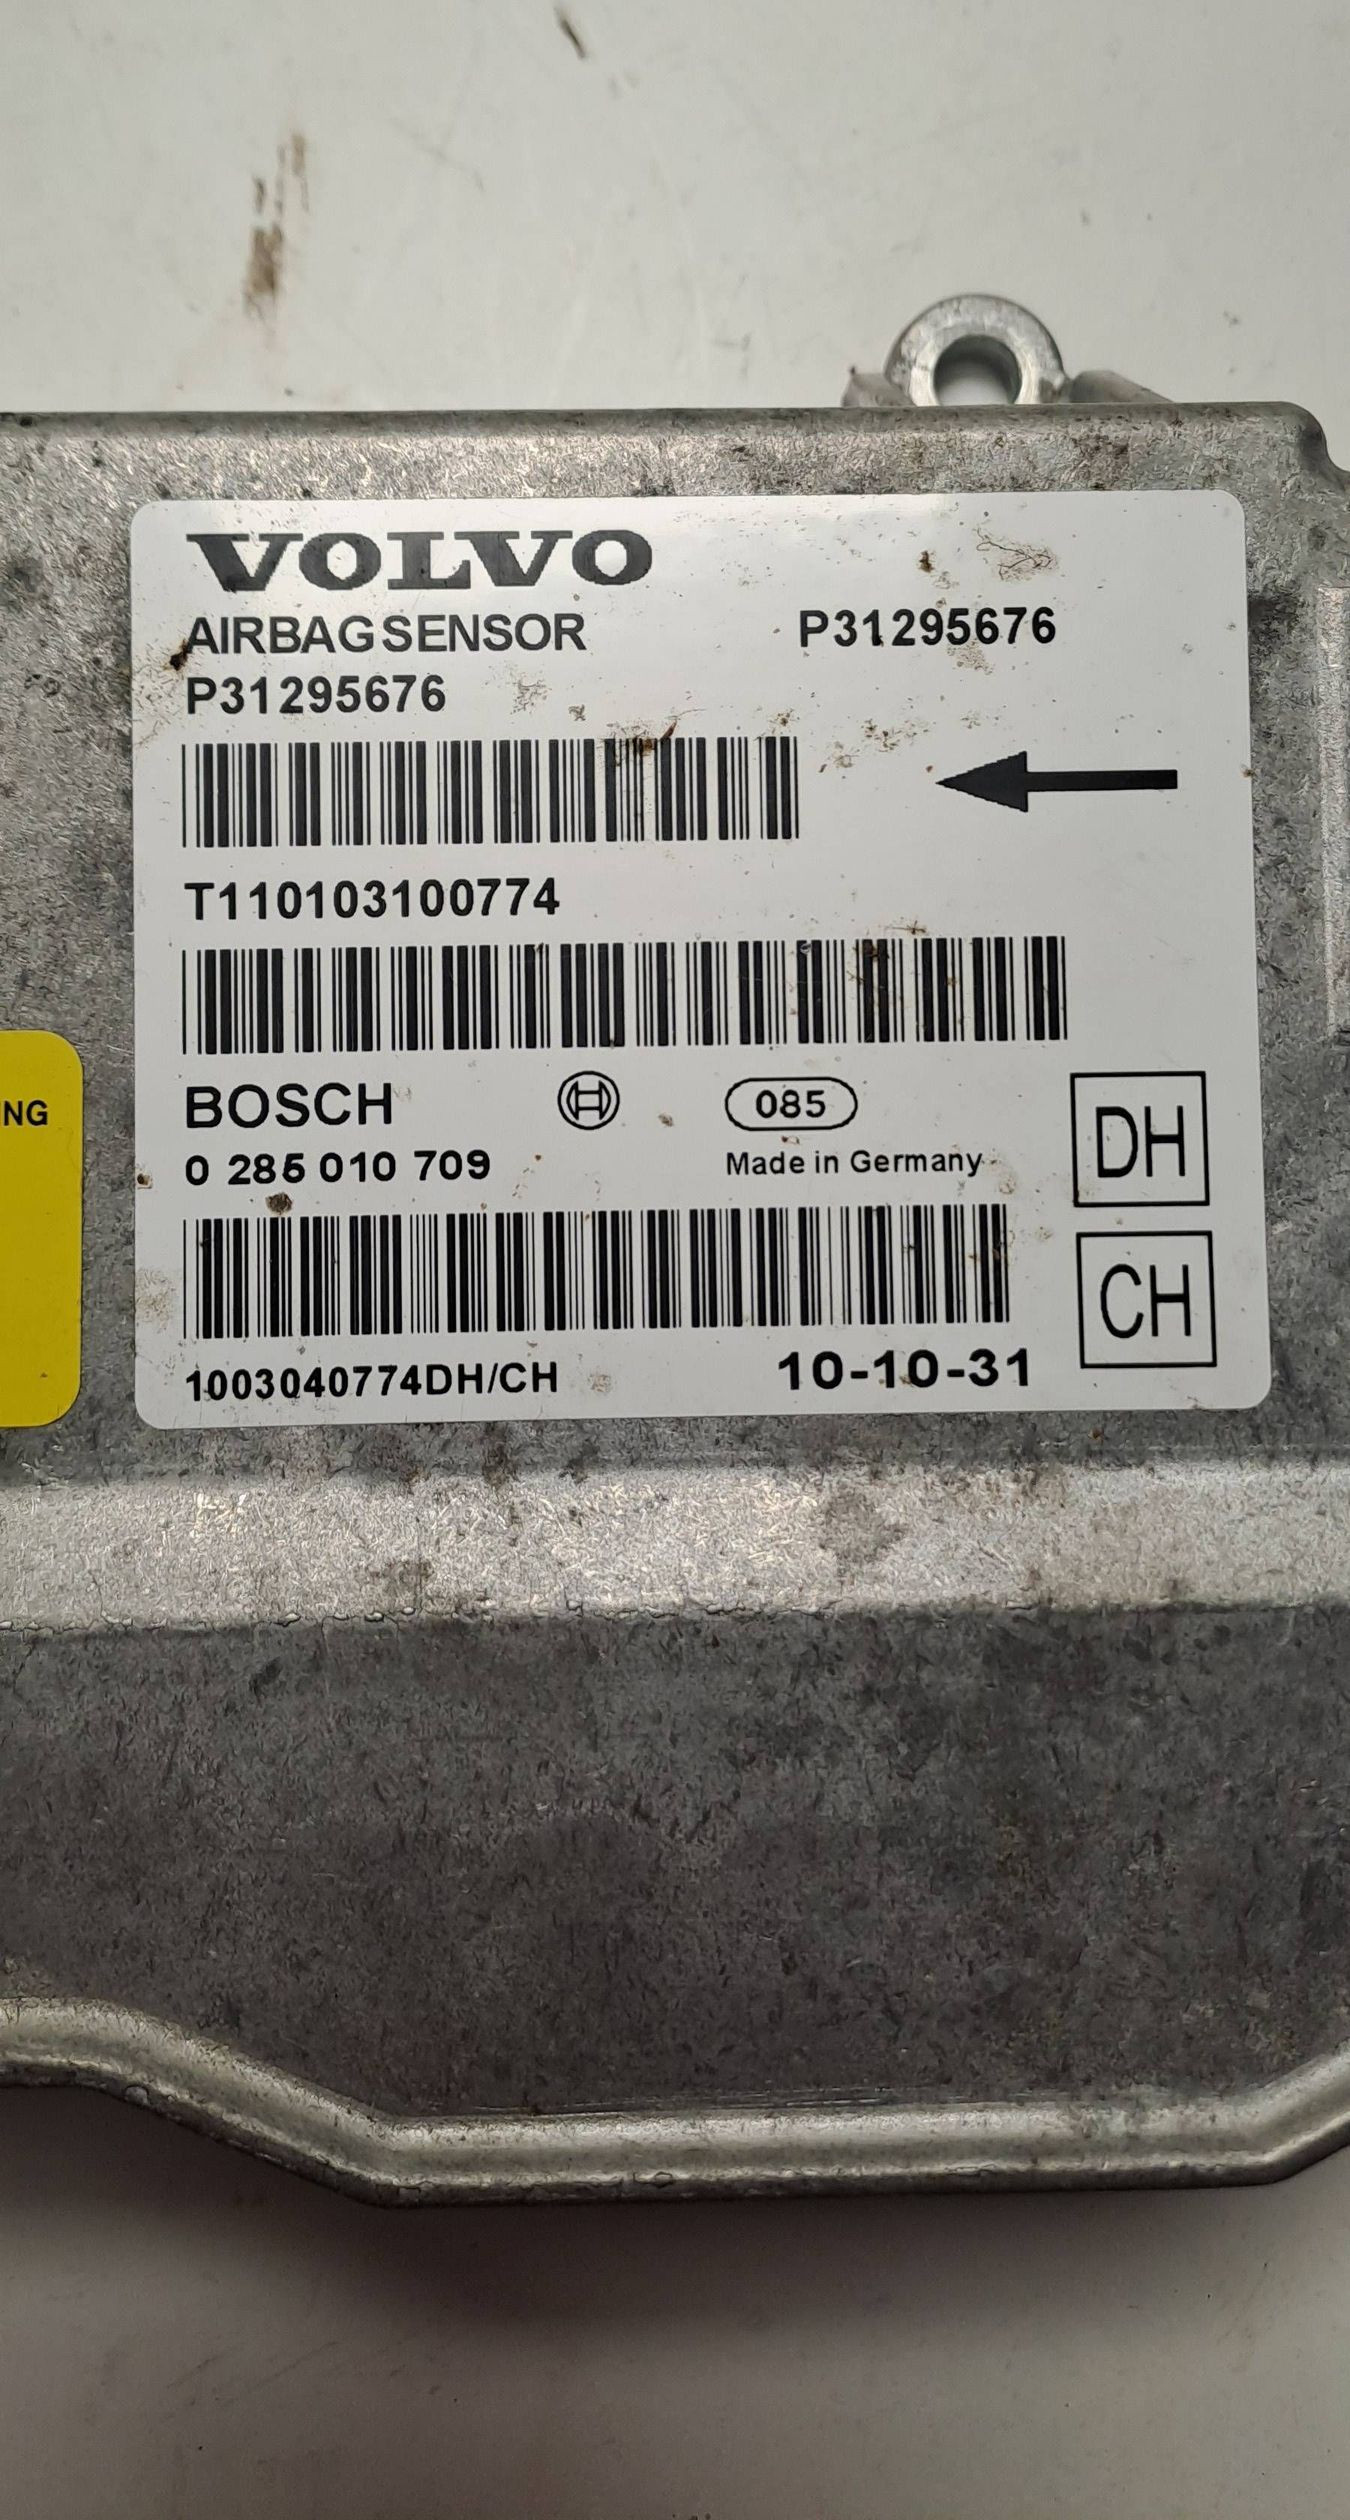 VOLVO
AIRBAGSENSOR P31295676
P31295676
T110103100774
BOSCH 085 DH
0 285 010 709 Made in Germany
CH
1003040774DH/CH 10-10-31
NG